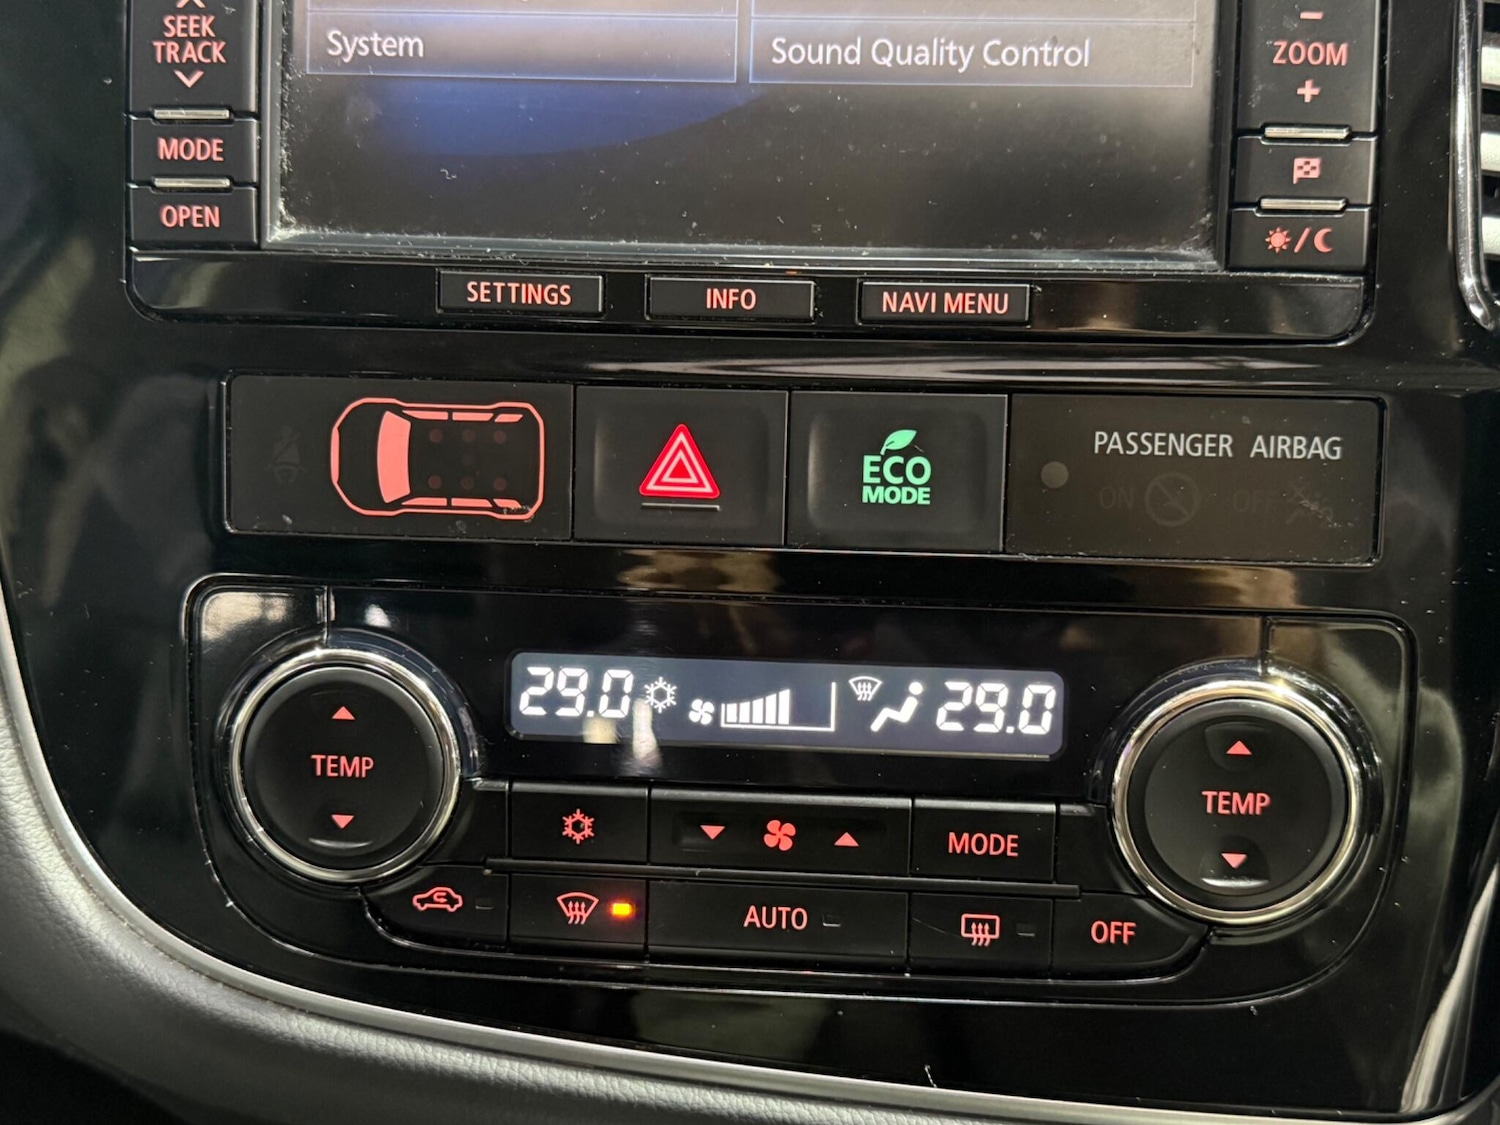 SEEK
TRACK
MODE
OPEN
System
Sound Quality Control
ZOOM
SETTINGS
INFO
NAVI MENU
ECO
MODE
PASSENGER AIRBAG
ON OFF
29.0
29.0
TEMP
TEMP
MODE
AUTO
OFF